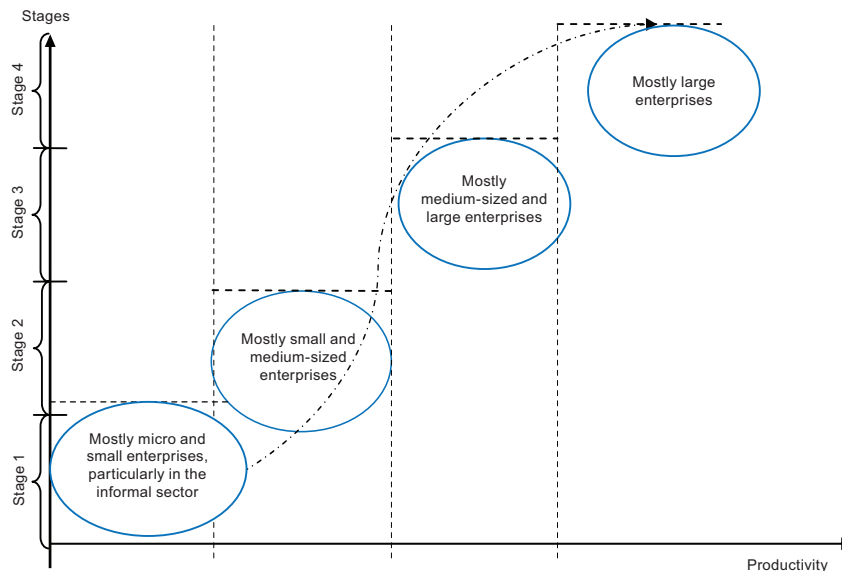 Stages
Stage 4
Mostly large
enterprises
Stage 3
Mostly
medium-sized and
large enterprises
Stage 2
Mostly small and
medium-sized
enterprises
Stage 1
Mostly micro and
small enterprises,
particularly in the
informal sector
Productivity